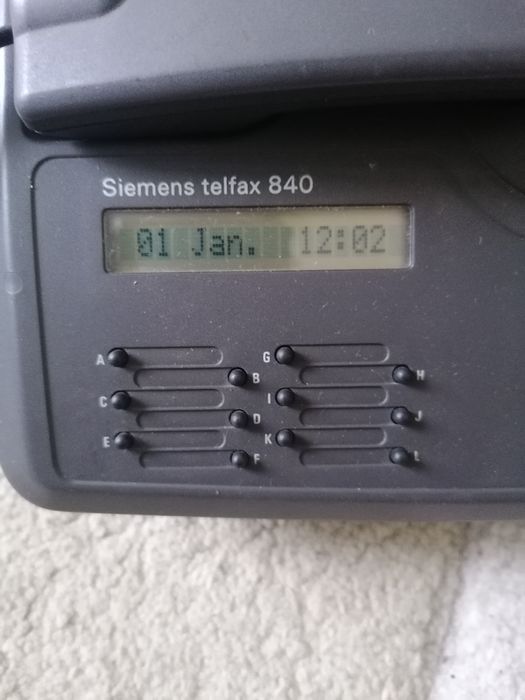 Siemens telfax 840
01 Jan. 12:02
A G
B H
C I
D J
E K
F L